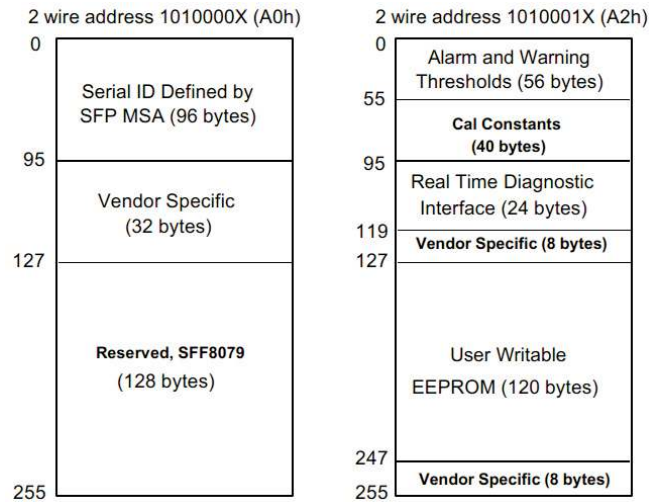 2 wire address 1010000X (A0h)
0
Serial ID Defined by
SFP MSA (96 bytes)
95
Vendor Specific
(32 bytes)
127
Reserved, SFF8079
(128 bytes)
255
2 wire address 1010001X (A2h)
0
Alarm and Warning
Thresholds (56 bytes)
55
Cal Constants
(40 bytes)
95
Real Time Diagnostic
Interface (24 bytes)
119
Vendor Specific (8 bytes)
127
User Writable
EEPROM (120 bytes)
247
Vendor Specific (8 bytes)
255